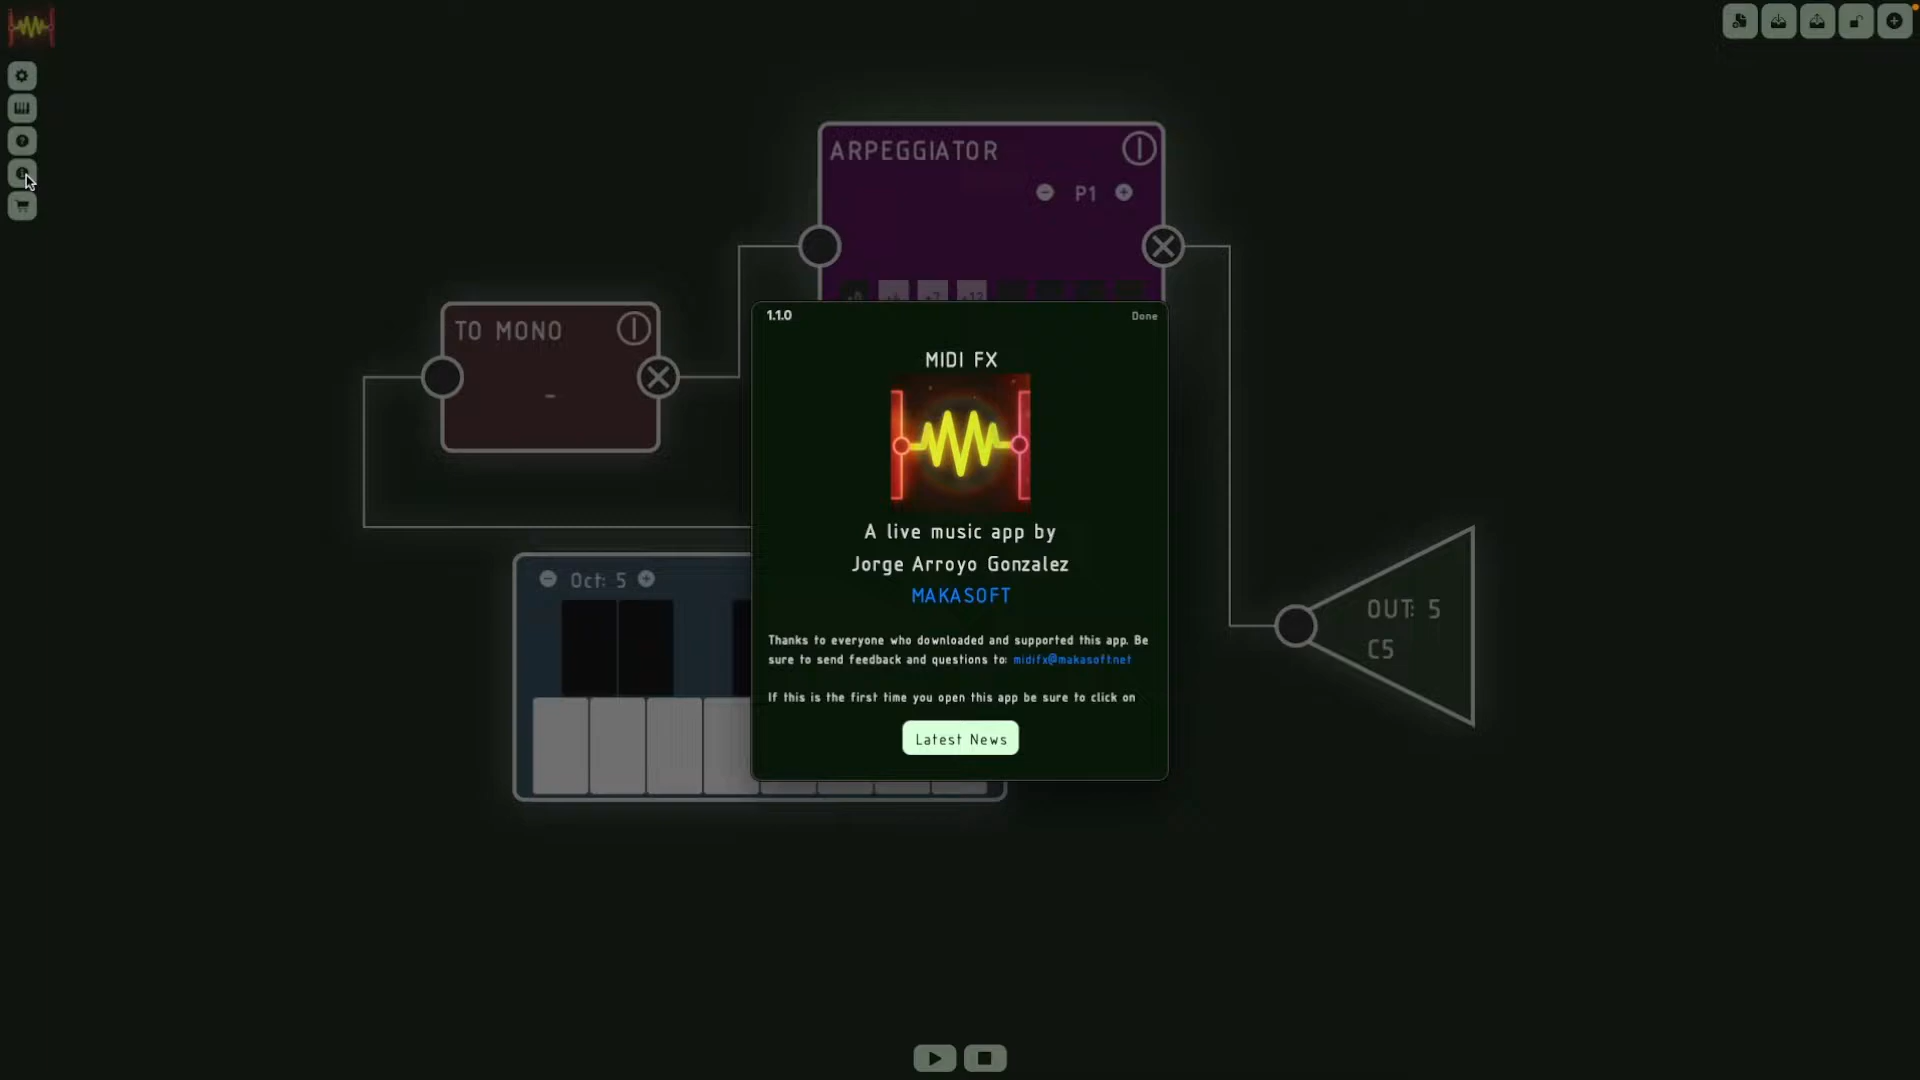 ARPEGGIATOR
P1
+7
+12
TO MONO
-
1.1.0
Done
MIDI FX
A live music app by
Jorge Arroyo Gonzalez
MAKASOFT
Thanks to everyone who downloaded and supported this app. Be
sure to send feedback and questions to: midifx@makasoft.net
If this is the first time you open this app be sure to click on
Latest News
Oct: 5
OUT: 5
C5